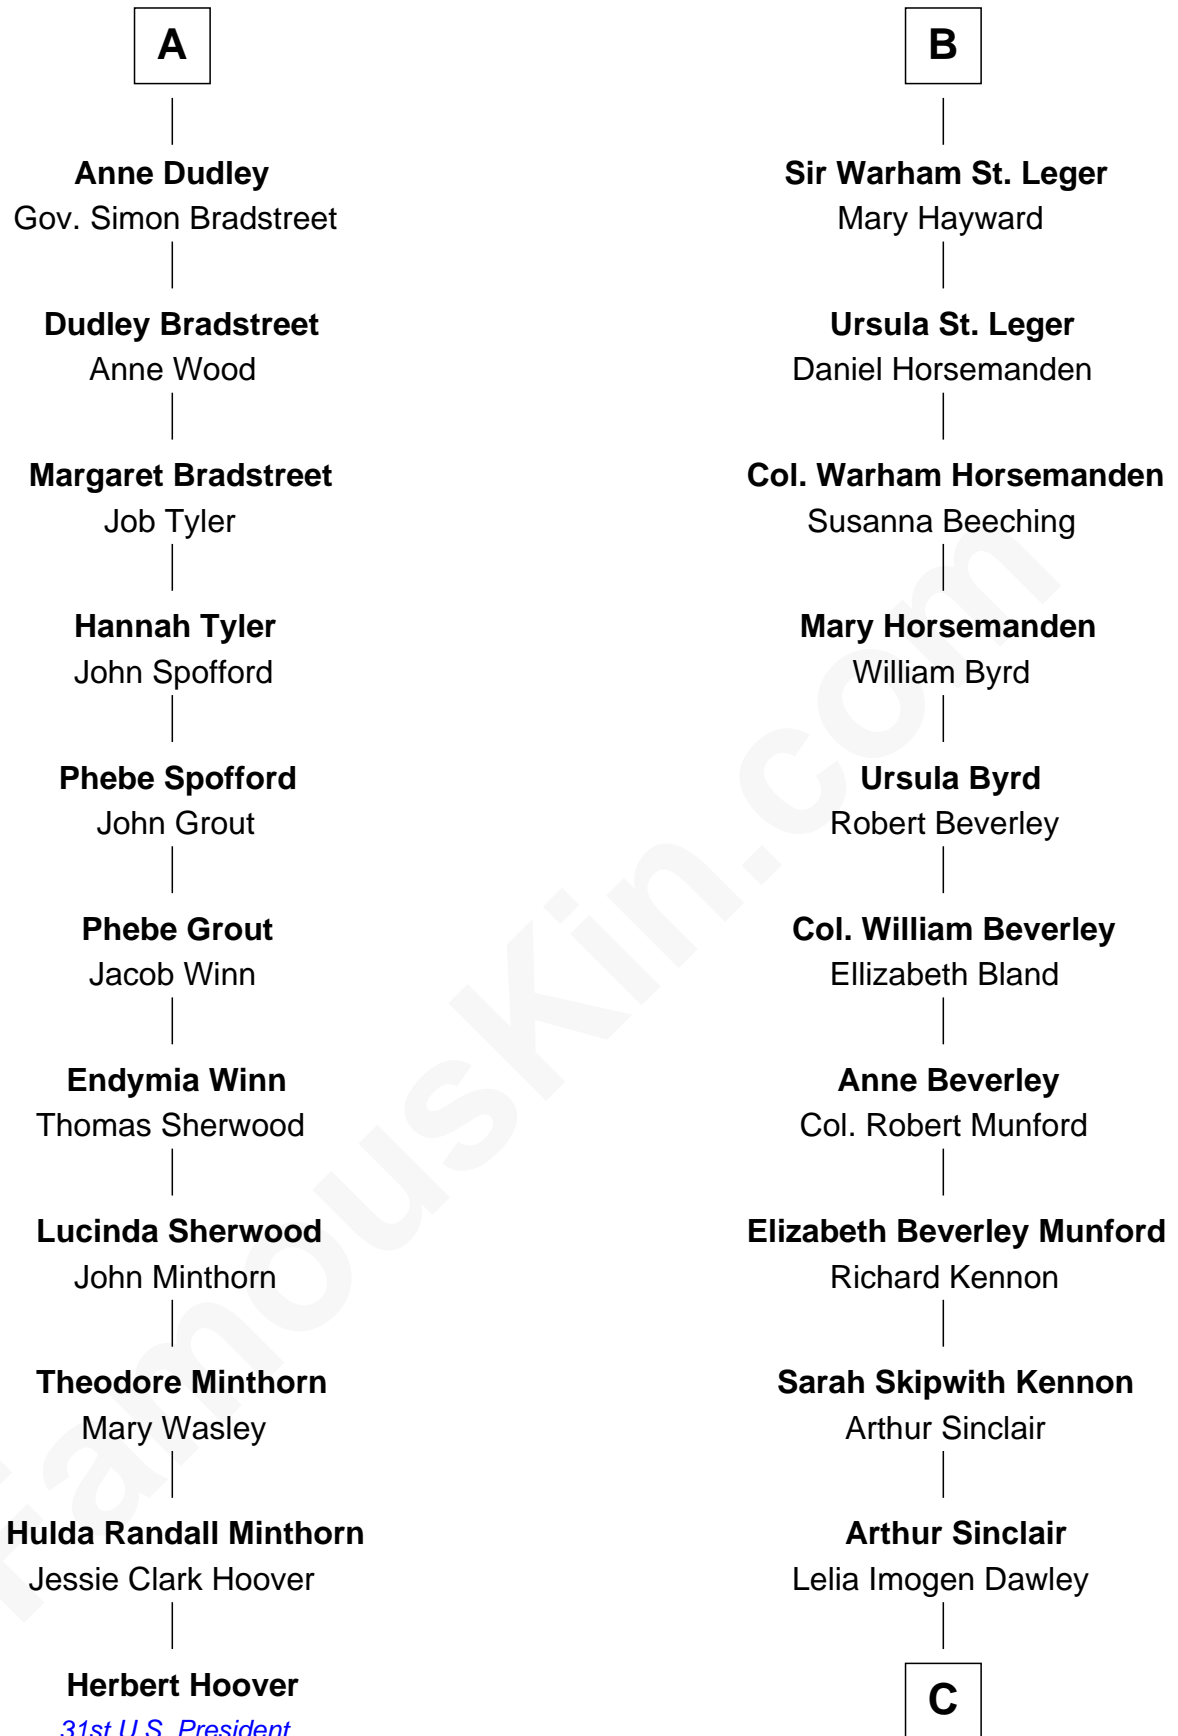 A
Anne Dudley
Gov. Simon Bradstreet
Dudley Bradstreet
Anne Wood
Margaret Bradstreet
Job Tyler
Hannah Tyler
John Spofford
Phebe Spofford
John Grout
Phebe Grout
Jacob Winn
Endymia Winn
Thomas Sherwood
Lucinda Sherwood
John Minthorn
Theodore Minthorn
Mary Wasley
Hulda Randall Minthorn
Jessie Clark Hoover
Herbert Hoover
31st U.S. President
B
Sir Warham St. Leger
Mary Hayward
Ursula St. Leger
Daniel Horsemanden
Col. Warham Horsemanden
Susanna Beeching
Mary Horsemanden
William Byrd
Ursula Byrd
Robert Beverley
Col. William Beverley
Ellizabeth Bland
Anne Beverley
Col. Robert Munford
Elizabeth Beverley Munford
Richard Kennon
Sarah Skipwith Kennon
Arthur Sinclair
Arthur Sinclair
Lelia Imogen Dawley
C
famouskin.com